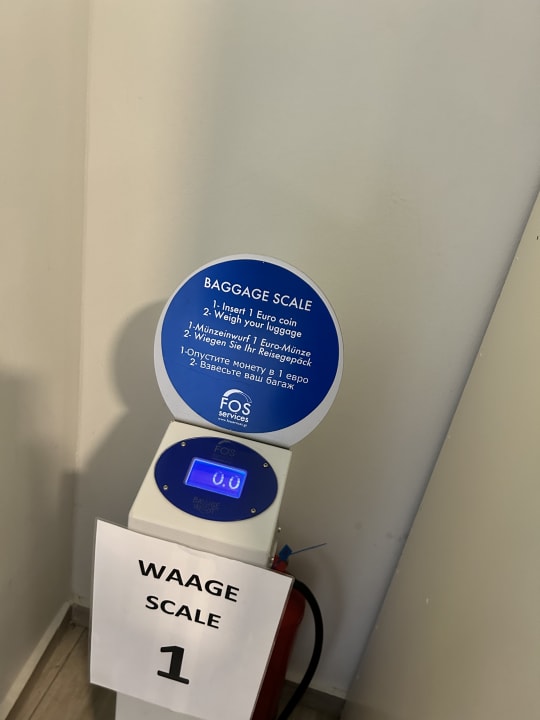 BAGGAGE SCALE
1- Insert 1 Euro coin
2- Weigh your luggage
1-Münzeinwurf 1 Euro-Münze
2- Wiegen Sie Ihr Reisegepäck
1-Опустите монету в 1 евро
2- Взвесьте ваш багаж
FOS
services
FOS
0.0
WAAGE
SCALE
1